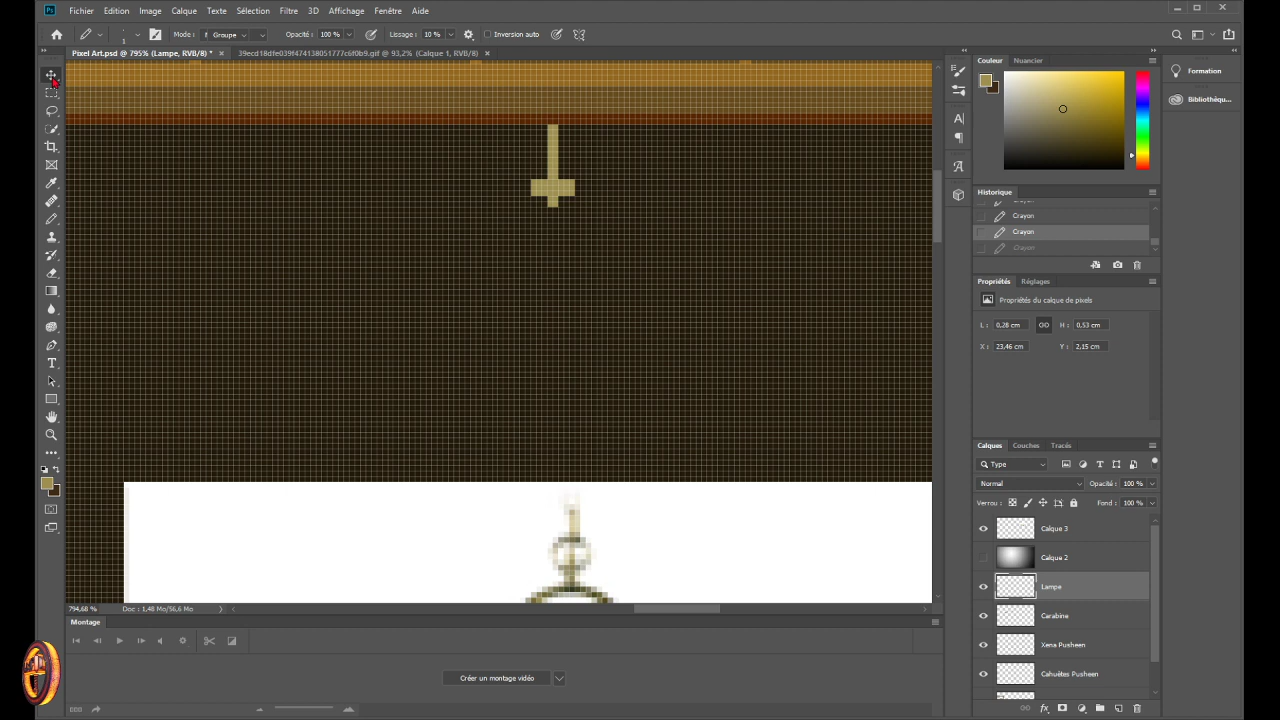 Ps Fichier Edition Image Calque Texte Sélection Filtre 3D Affichage Fenêtre Aide
1 Mode : Groupe Opacité : 100 % Lissage : 10 % Inversion auto
Pixel Art.psd @ 795% (Lampe, RVB/8) * × 39ecd18dfe039f474138051777c6f0b9.gif @ 93,2% (Calque 1, RVB/8) ×
Couleur Nuancier
Formation
Bibliothèqu...
Historique
Crayon
Crayon
Crayon
Propriétés Réglages
Propriétés du calque de pixels
L : 0,28 cm H : 0,53 cm
X : 23,46 cm Y : 2,15 cm
Calques Couches Tracés
Type
Normal Opacité : 100 %
Verrou : Fond : 100 %
Calque 3
Calque 2
Lampe
Carabine
Xena Pusheen
Cahuètes Pusheen
794,68 % Doc : 1,48 Mo/56,6 Mo
Montage
Créer un montage vidéo